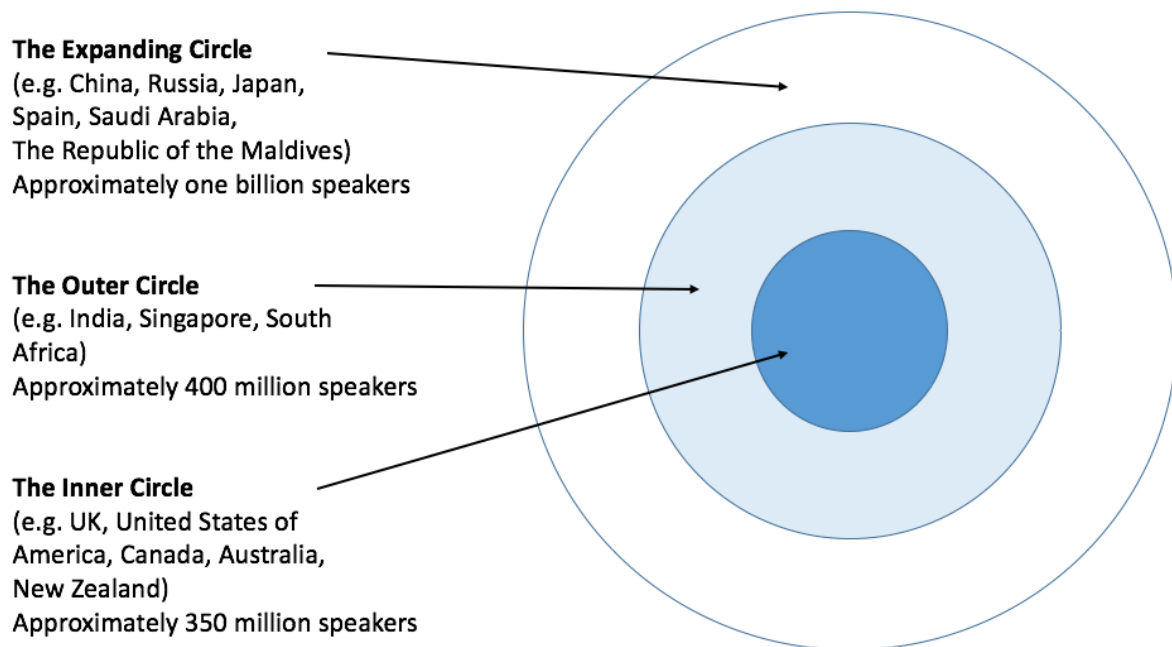 The Expanding Circle
(e.g. China, Russia, Japan,
Spain, Saudi Arabia,
The Republic of the Maldives)
Approximately one billion speakers
The Outer Circle
(e.g. India, Singapore, South
Africa)
Approximately 400 million speakers
The Inner Circle
(e.g. UK, United States of
America, Canada, Australia,
New Zealand)
Approximately 350 million speakers